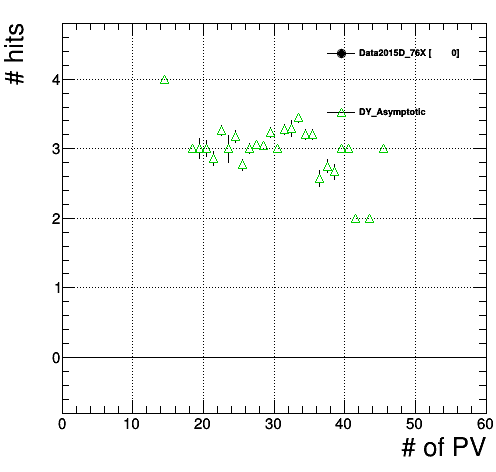 # hits
Data2015D_76X [ 0]
DY_Asymptotic
4
3
2
1
0
0 10 20 30 40 50 60
# of PV